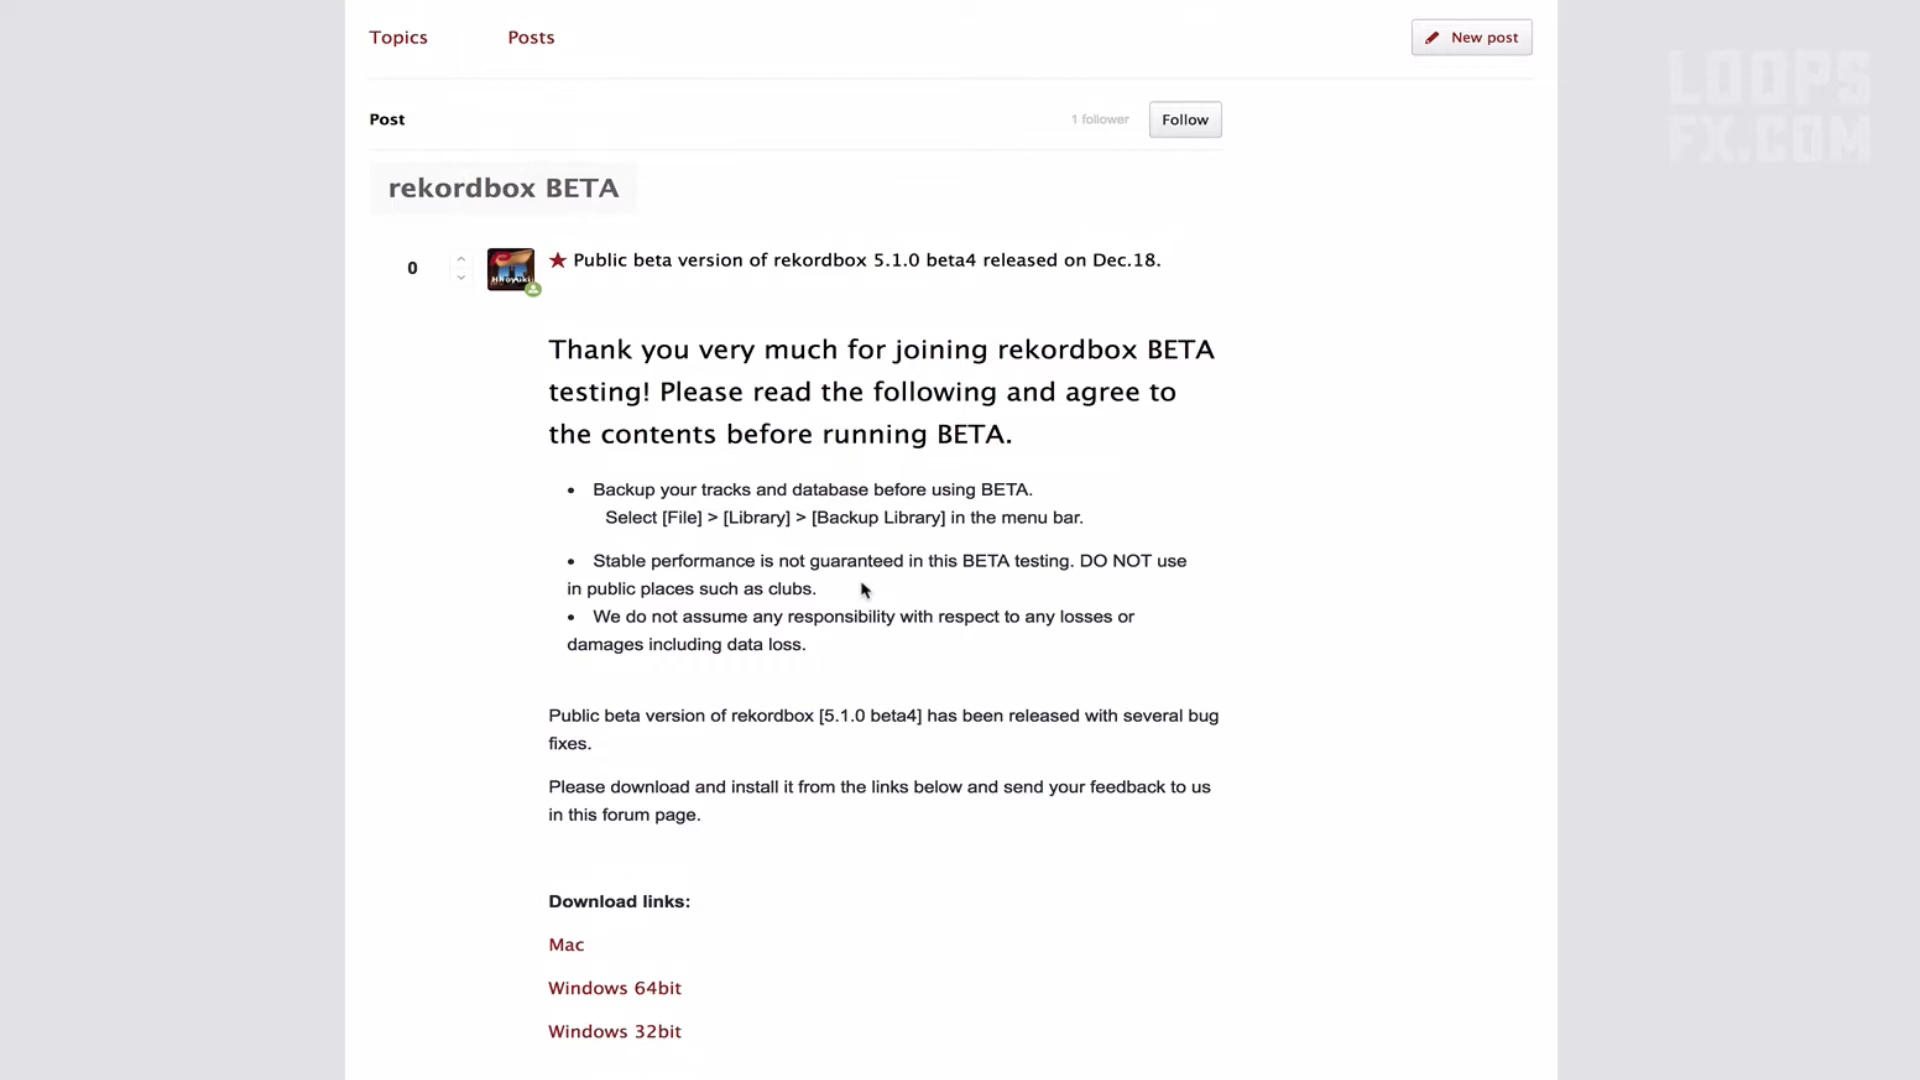 Topics
Posts
New post
LOOPS
FX.COM
Post
1 follower
Follow
rekordbox BETA
0
Hiroyuki
★ Public beta version of rekordbox 5.1.0 beta4 released on Dec.18.
Thank you very much for joining rekordbox BETA
testing! Please read the following and agree to
the contents before running BETA.
• Backup your tracks and database before using BETA.
Select [File] > [Library] > [Backup Library] in the menu bar.
• Stable performance is not guaranteed in this BETA testing. DO NOT use
in public places such as clubs.
• We do not assume any responsibility with respect to any losses or
damages including data loss.
Public beta version of rekordbox [5.1.0 beta4] has been released with several bug
fixes.
Please download and install it from the links below and send your feedback to us
in this forum page.
Download links:
Mac
Windows 64bit
Windows 32bit